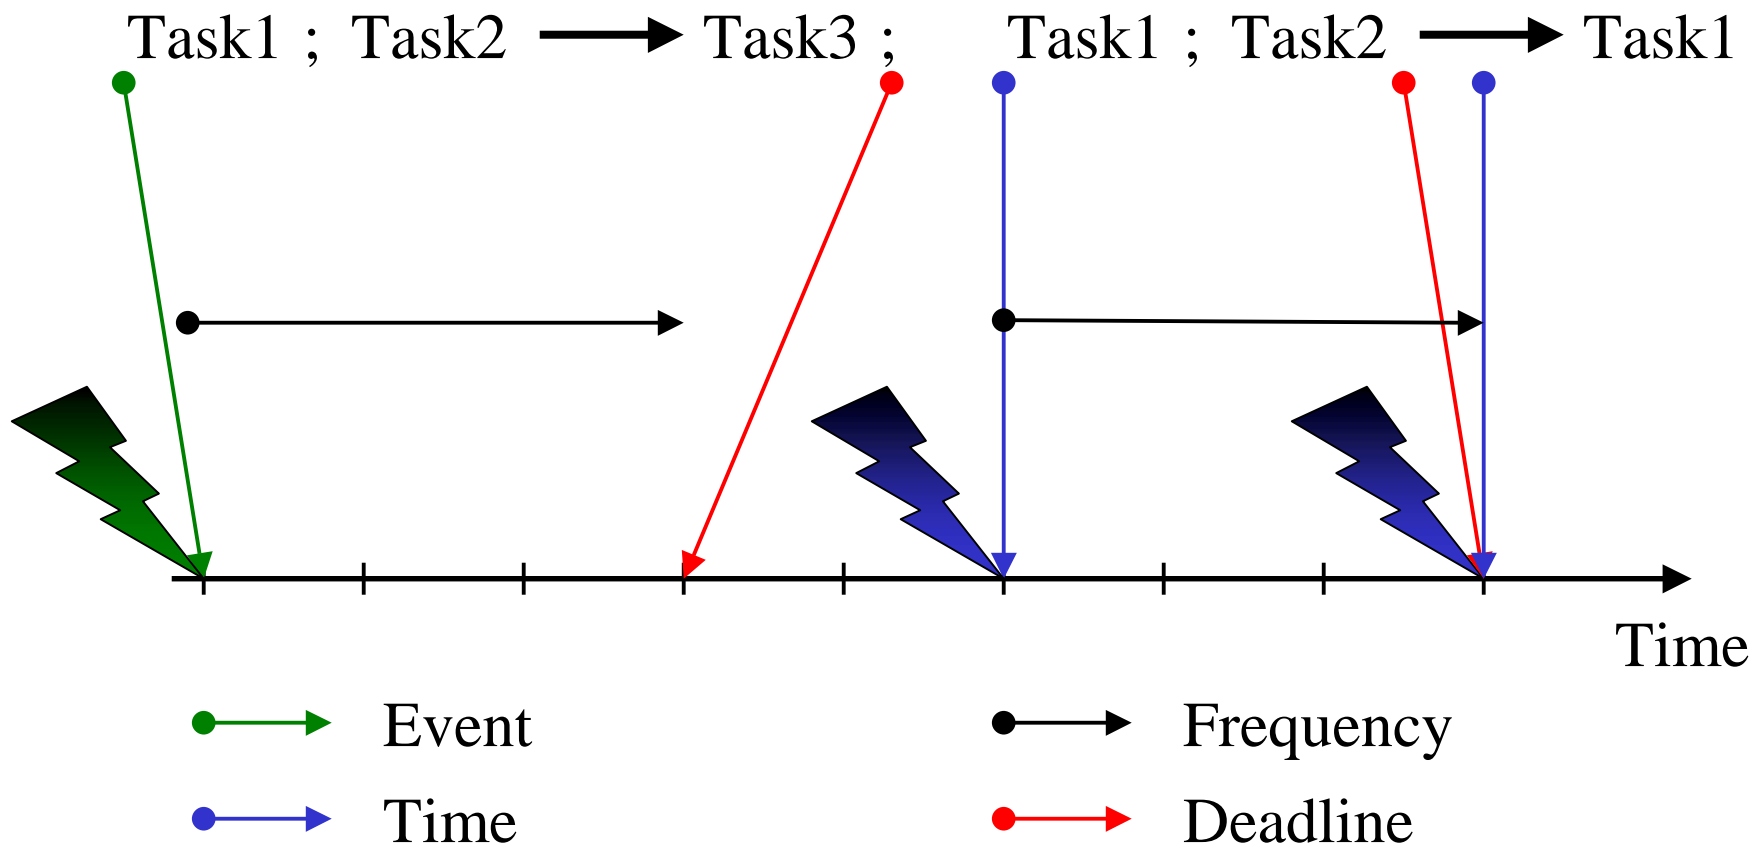 Task1 ; Task2 Task3 ; Task1 ; Task2 Task1
Time
Event Frequency
Time Deadline